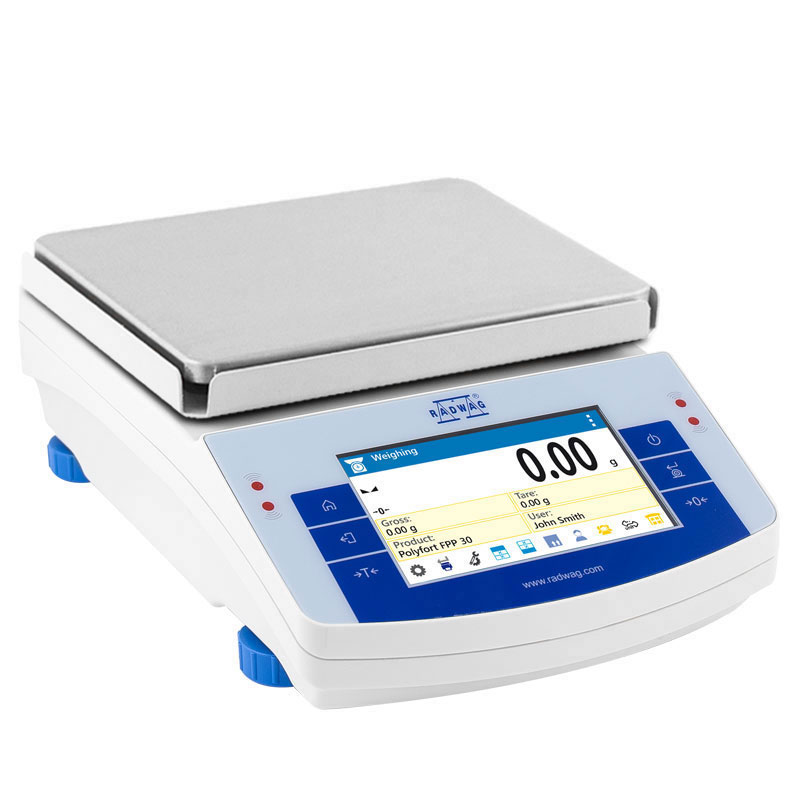 RADWAG®
Weighing
0.00 g
→0←
Gross:
0.00 g
Tare:
0.00 g
Product:
Polyfort FPP 30
User:
John Smith
→T←
→0←
www.radwag.com